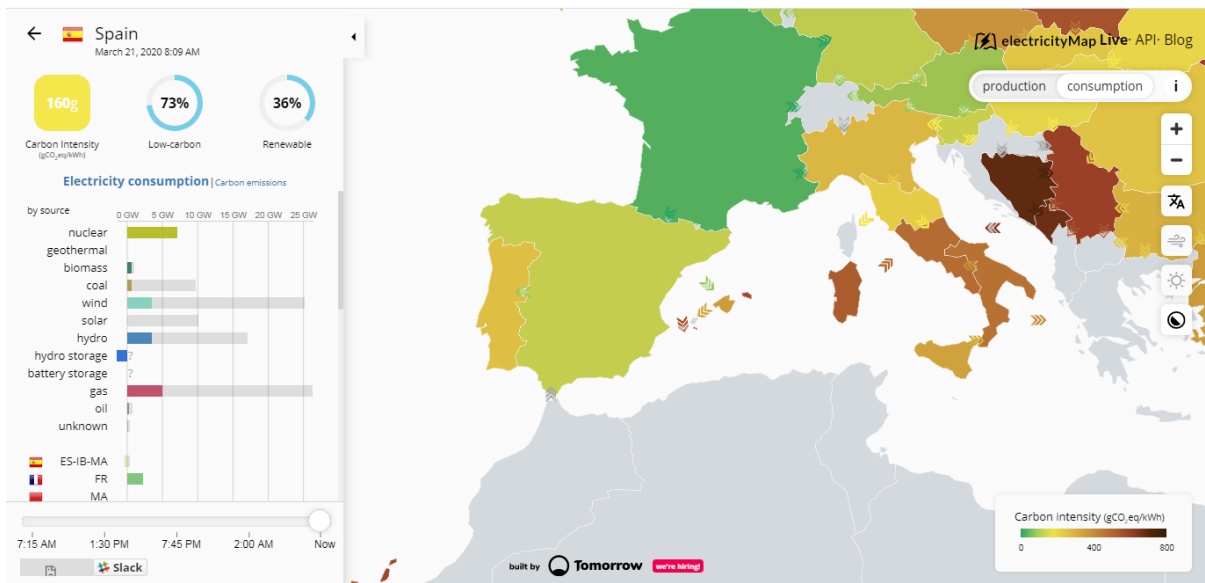 Spain
March 21, 2020 8:09 AM
160g
73%
36%
Carbon Intensity
(gCO₂eq/kWh)
Low-carbon
Renewable
Electricity consumption|Carbon emissions
by source
0 GW 5 GW 10 GW 15 GW 20 GW 25 GW
nuclear
geothermal
biomass
coal
wind
solar
hydro
hydro storage ?
battery storage ?
gas
oil
unknown
ES-IB-MA
FR
MA
7:15 AM 1:30 PM 7:45 PM 2:00 AM Now
Slack
electricityMap Live· API· Blog
production consumption i
+
−
文A
Carbon intensity (gCO₂eq/kWh)
0 400 800
built by Tomorrow we're hiring!